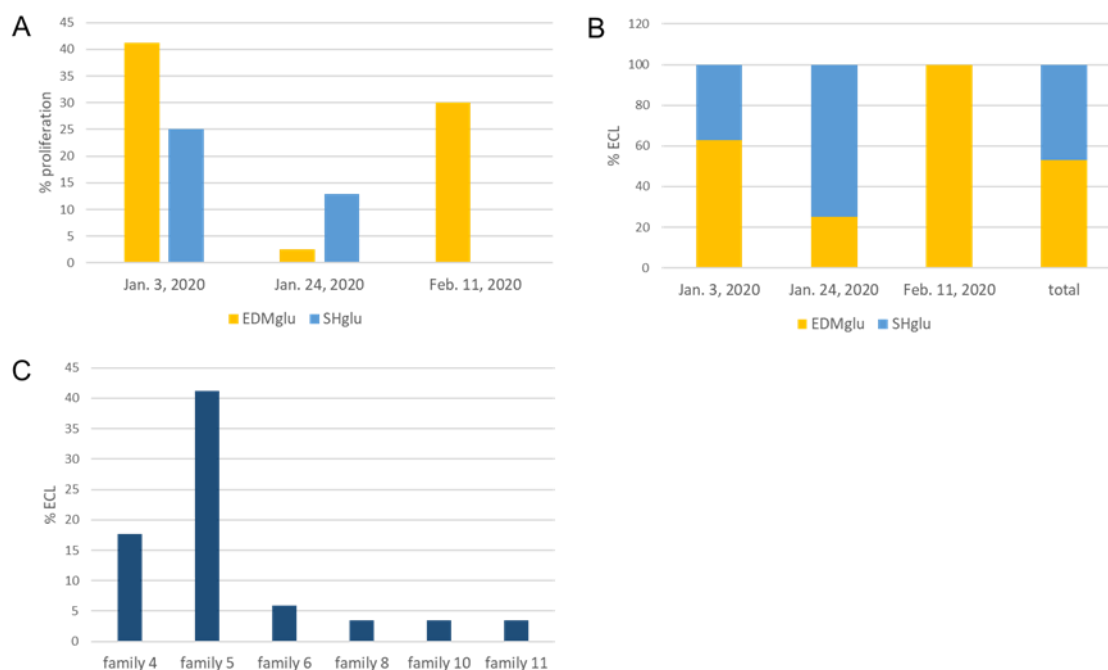 A
% proliferation
45
40
35
30
25
20
15
10
5
0
Jan. 3, 2020 Jan. 24, 2020 Feb. 11, 2020
EDMglu SHglu
B
% ECL
120
100
80
60
40
20
0
Jan. 3, 2020 Jan. 24, 2020 Feb. 11, 2020 total
EDMglu SHglu
C
% ECL
45
40
35
30
25
20
15
10
5
0
family 4 family 5 family 6 family 8 family 10 family 11